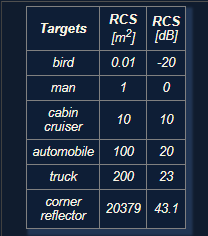 Targets RCS [m²] RCS [dB]
bird 0.01 -20
man 1 0
cabin cruiser 10 10
automobile 100 20
truck 200 23
corner reflector 20379 43.1